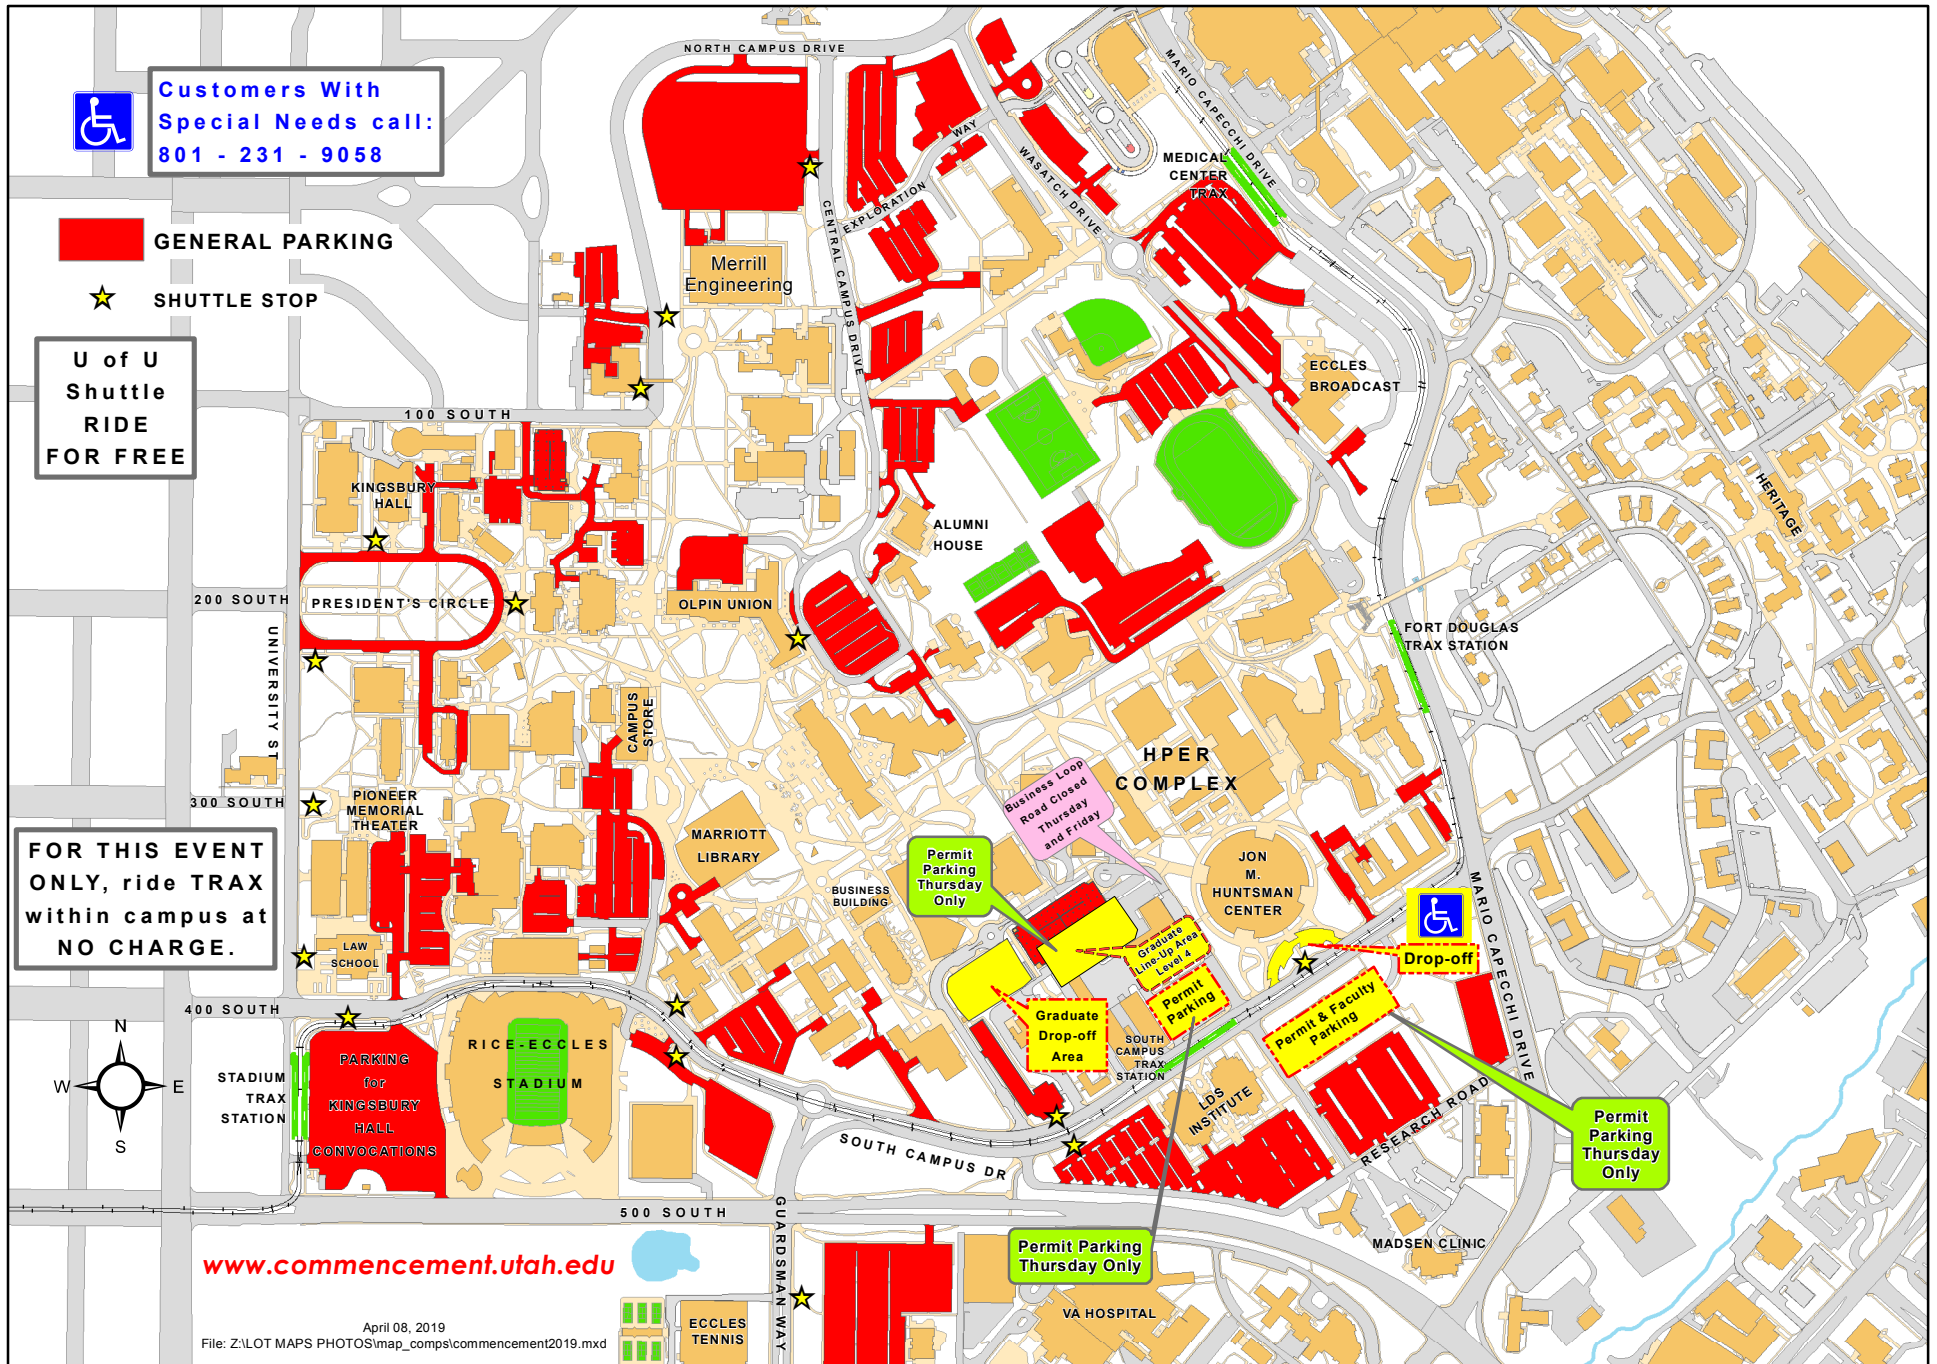 Customers With
Special Needs call:
801 - 231 - 9058
GENERAL PARKING
SHUTTLE STOP
U of U
Shuttle
RIDE
FOR FREE
FOR THIS EVENT
ONLY, ride TRAX
within campus at
NO CHARGE.
NORTH CAMPUS DRIVE
MARIO CAPECCHI DRIVE
EXPLORATION WAY
WASATCH DRIVE
MEDICAL
CENTER
TRAX
CENTRAL CAMPUS DRIVE
Merrill
Engineering
ECCLES
BROADCAST
100 SOUTH
KINGSBURY
HALL
HERITAGE
ALUMNI
HOUSE
200 SOUTH
PRESIDENT'S CIRCLE
OLPIN UNION
FORT DOUGLAS
TRAX STATION
UNIVERSITY ST
CAMPUS
STORE
HPER
COMPLEX
Business Loop
Road Closed
Thursday
and Friday
300 SOUTH
PIONEER
MEMORIAL
THEATER
MARRIOTT
LIBRARY
Permit
Parking
Thursday
Only
JON
M.
HUNTSMAN
CENTER
BUSINESS
BUILDING
MARIO CAPECCHI DRIVE
LAW
SCHOOL
Graduate
Line-Up Area
Level 4
Drop-off
400 SOUTH
Permit
Parking
Permit & Faculty
Parking
Graduate
Drop-off
Area
RICE-ECCLES
STADIUM
SOUTH
CAMPUS
TRAX
STATION
PARKING
for
KINGSBURY
HALL
CONVOCATIONS
STADIUM
TRAX
STATION
N
W
E
S
LDS
INSTITUTE
RESEARCH ROAD
Permit
Parking
Thursday
Only
SOUTH CAMPUS DR
500 SOUTH
GUARDSMAN WAY
Permit Parking
Thursday Only
MADSEN CLINIC
www.commencement.utah.edu
VA HOSPITAL
ECCLES
TENNIS
April 08, 2019
File: Z:\LOT MAPS PHOTOS\map_comps\commencement2019.mxd